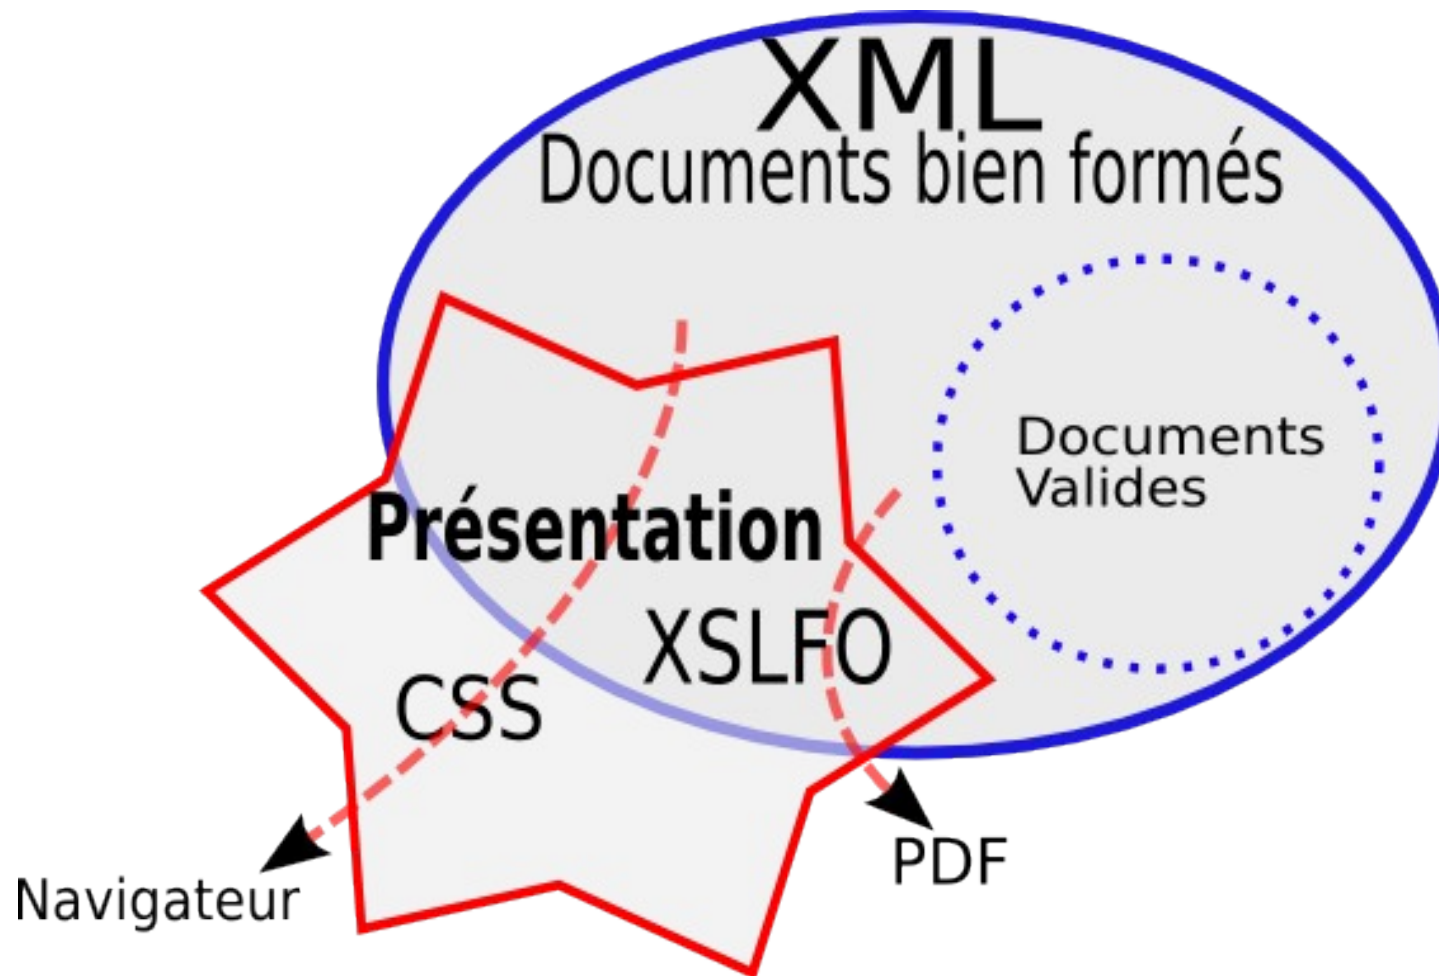 XML
Documents bien formés
Documents
Valides
Présentation
XSLFO
CSS
PDF
Navigateur